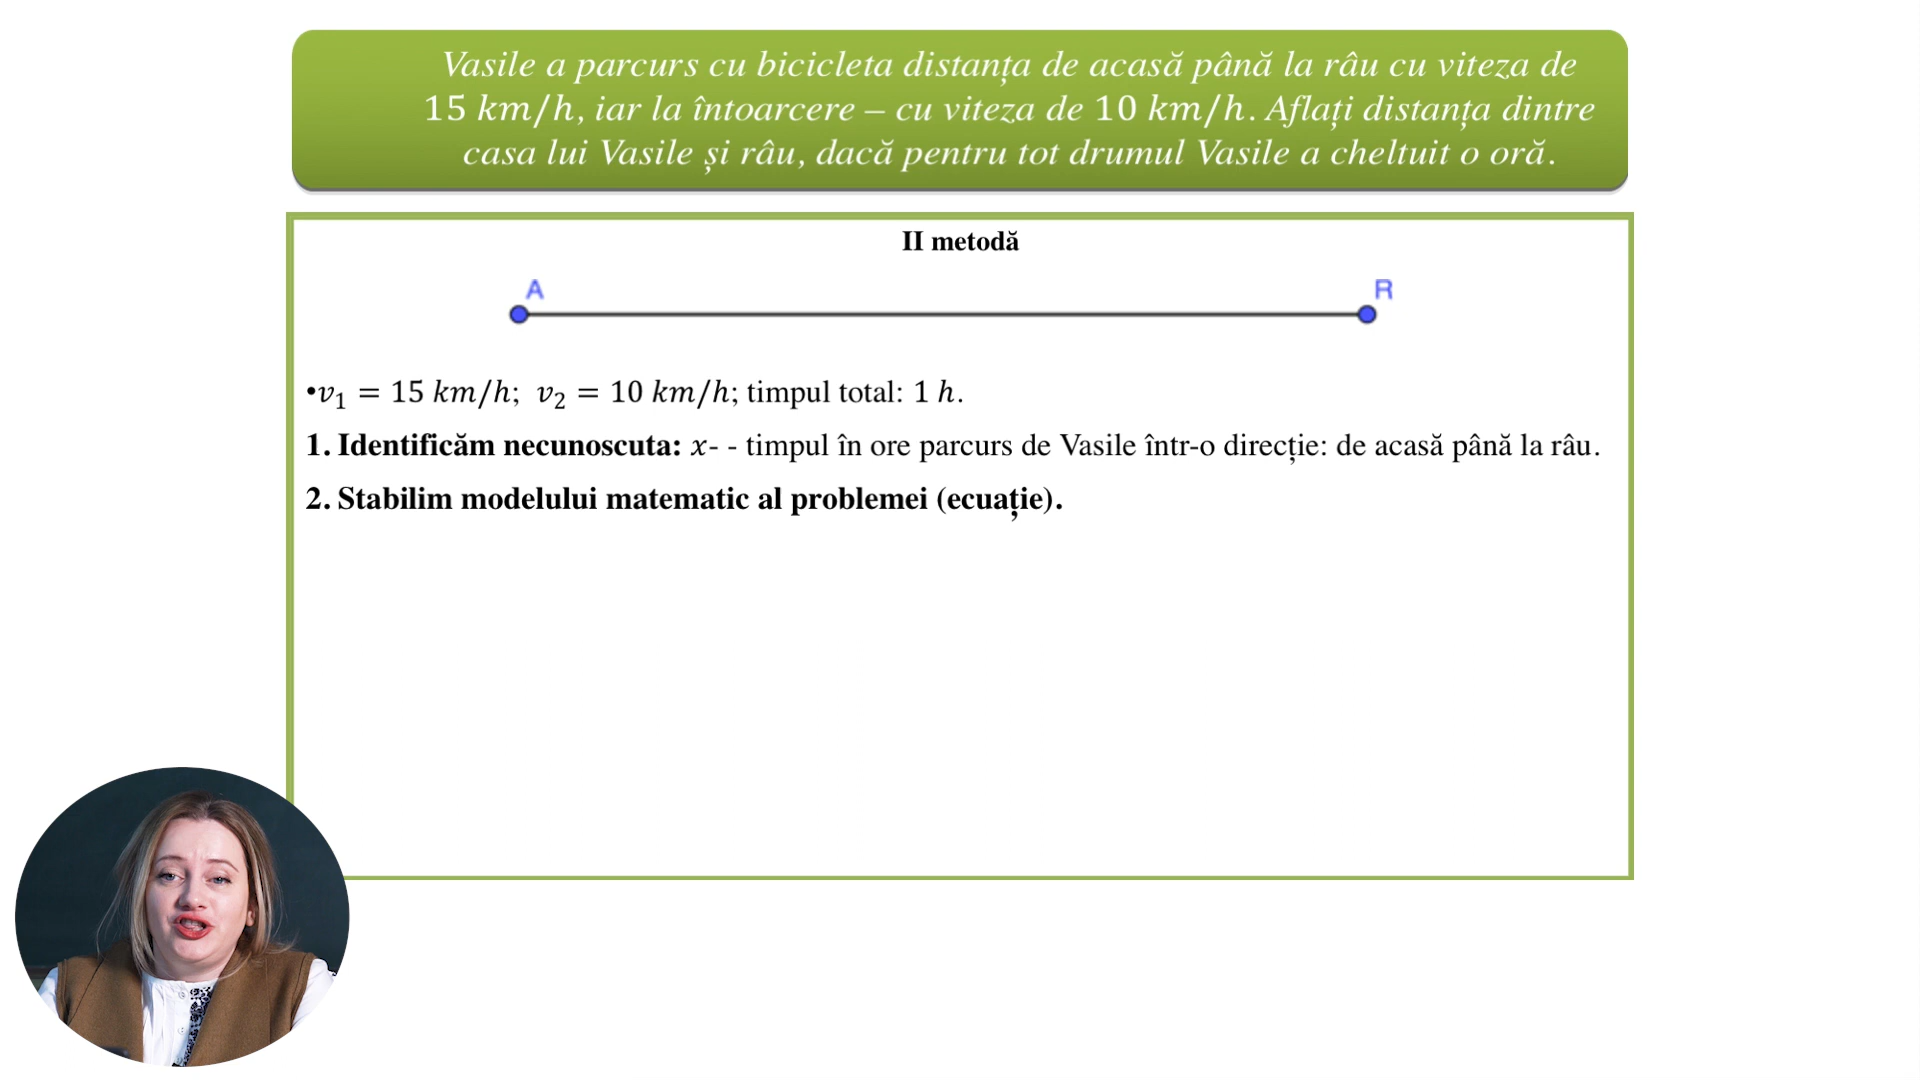 Vasile a parcurs cu bicicleta distanța de acasă până la râu cu viteza de
15 km/h, iar la întoarcere – cu viteza de 10 km/h. Aflați distanța dintre
casa lui Vasile și râu, dacă pentru tot drumul Vasile a cheltuit o oră.
II metodă
A R
•v₁ = 15 km/h; v₂ = 10 km/h; timpul total: 1 h.
1. Identificăm necunoscuta: x- - timpul în ore parcurs de Vasile într-o direcție: de acasă până la râu.
2. Stabilim modelului matematic al problemei (ecuație).